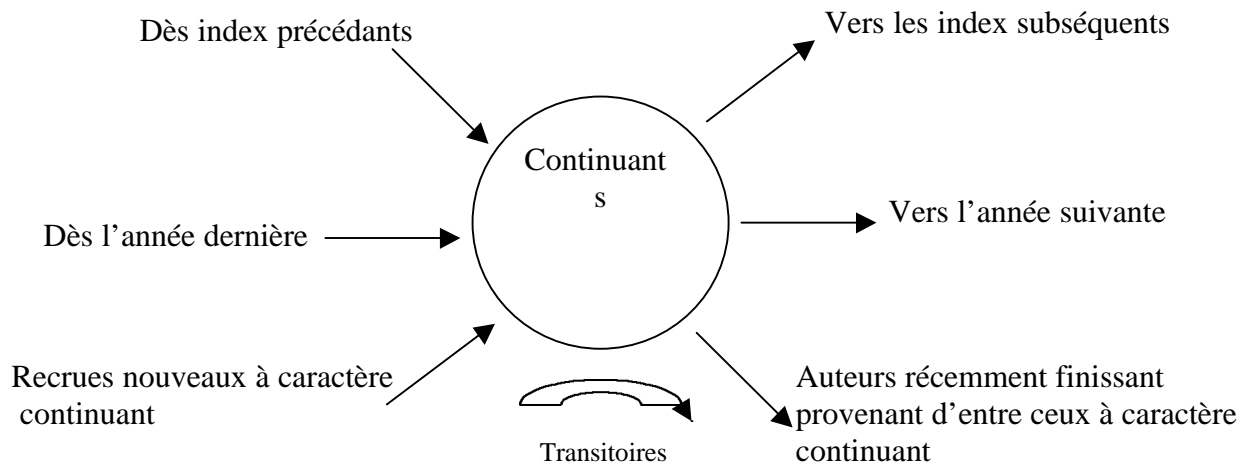 Dès index précédants
Vers les index subséquents
Continuant
s
Dès l’année dernière
Vers l’année suivante
Recrues nouveaux à caractère
continuant
Auteurs récemment finissant
provenant d’entre ceux à caractère
continuant
Transitoires